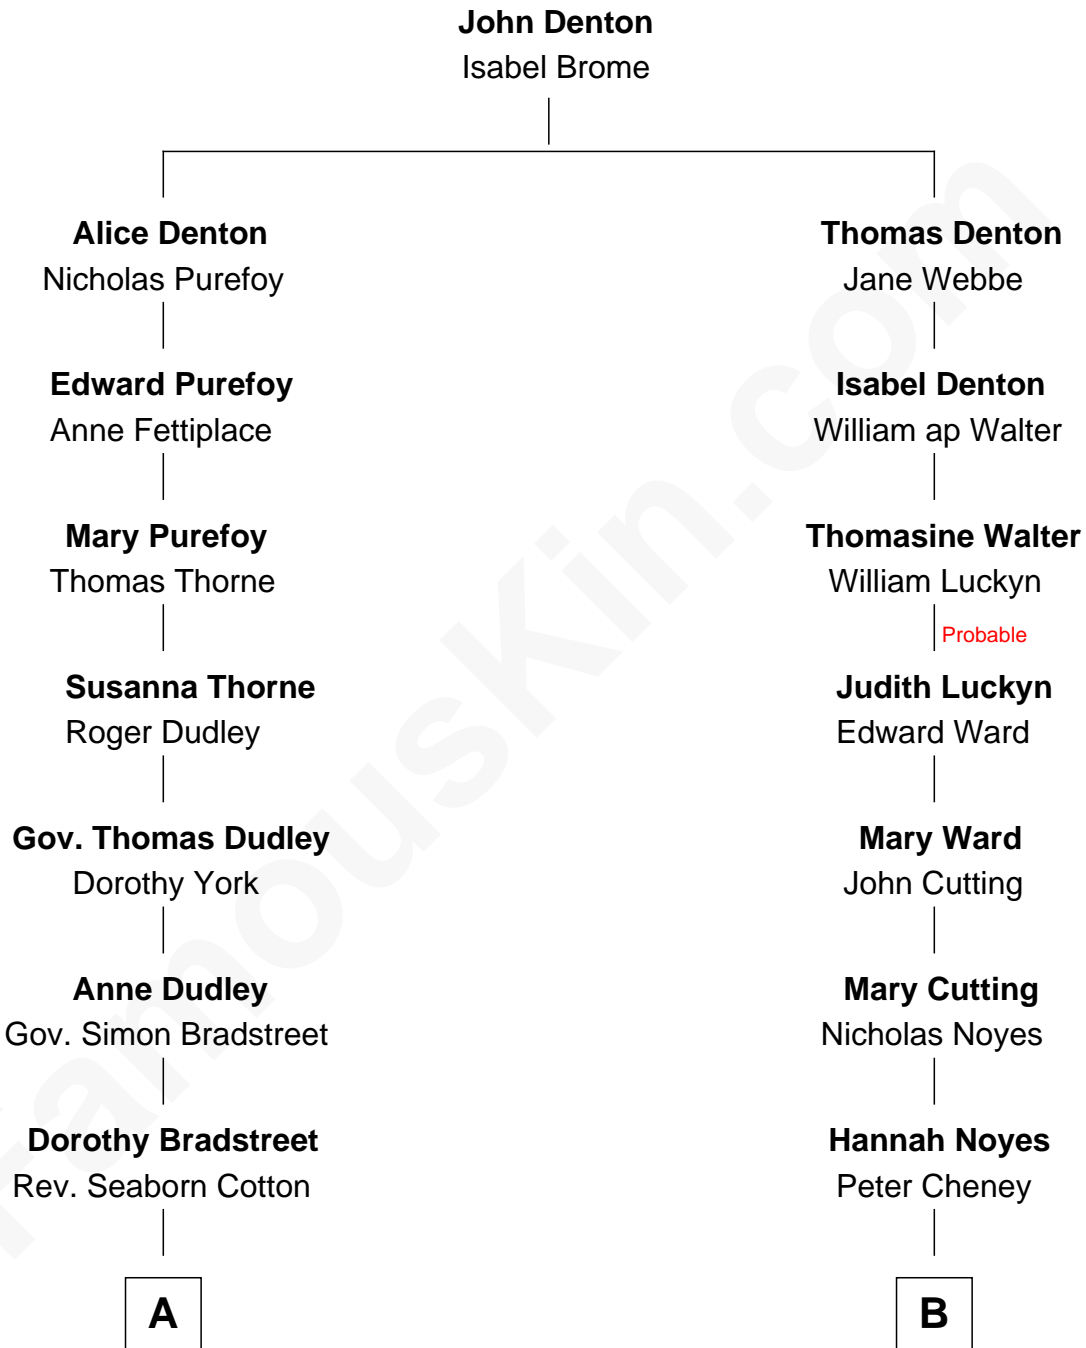 John Denton
Isabel Brome
Alice Denton
Nicholas Purefoy
Thomas Denton
Jane Webbe
Edward Purefoy
Anne Fettiplace
Isabel Denton
William ap Walter
Mary Purefoy
Thomas Thorne
Thomasine Walter
William Luckyn
Probable
Susanna Thorne
Roger Dudley
Judith Luckyn
Edward Ward
Gov. Thomas Dudley
Dorothy York
Mary Ward
John Cutting
Anne Dudley
Gov. Simon Bradstreet
Mary Cutting
Nicholas Noyes
Dorothy Bradstreet
Rev. Seaborn Cotton
Hannah Noyes
Peter Cheney
A
B
FamousKin.com